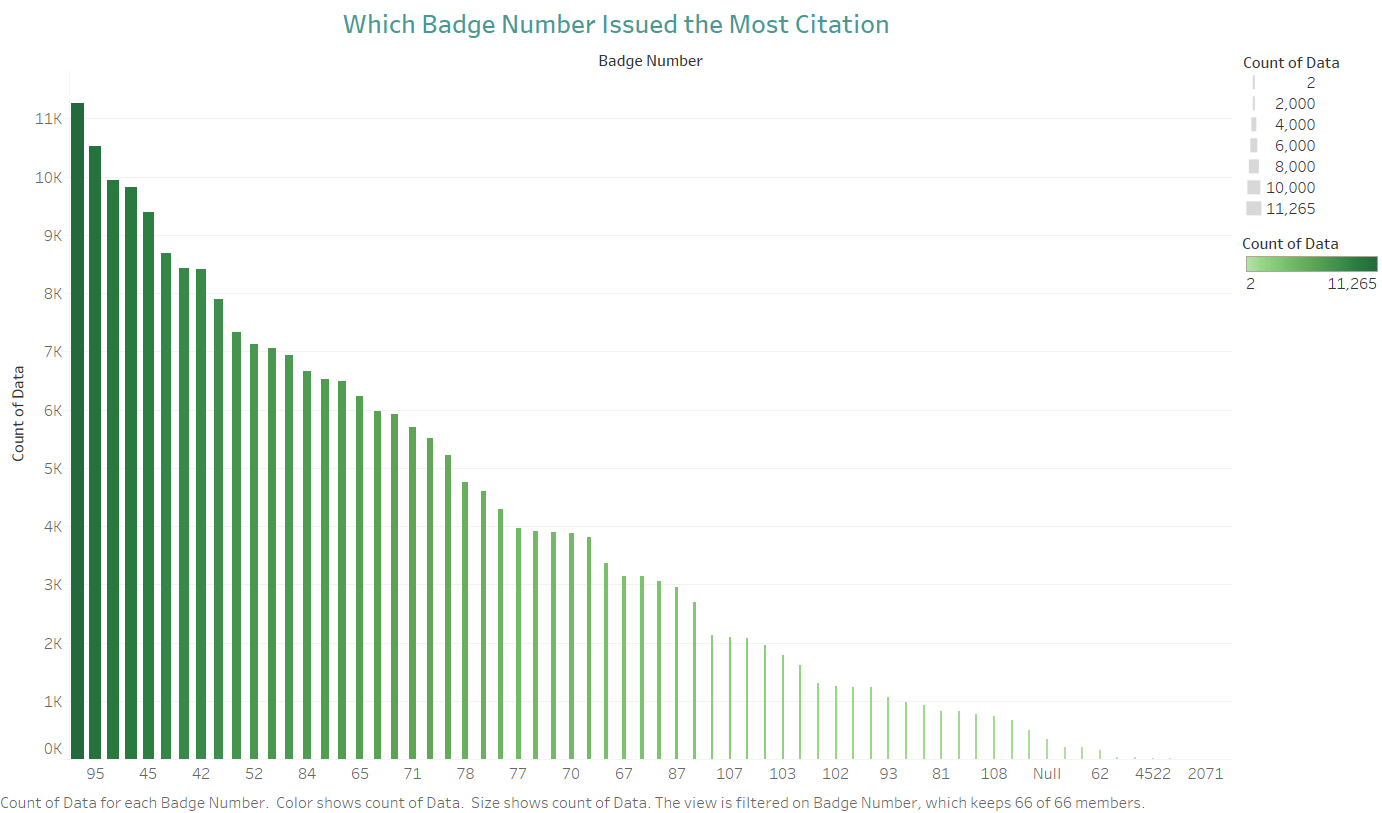 Which Badge Number Issued the Most Citation
Badge Number
Count of Data
11K
10K
9K
8K
7K
6K
5K
4K
3K
2K
1K
0K
95 45 42 52 84 65 71 78 77 70 67 87 107 103 102 93 81 108 Null 62 4522 2071
Count of Data
2
2,000
4,000
6,000
8,000
10,000
11,265
Count of Data
2 11,265
Count of Data for each Badge Number. Color shows count of Data. Size shows count of Data. The view is filtered on Badge Number, which keeps 66 of 66 members.